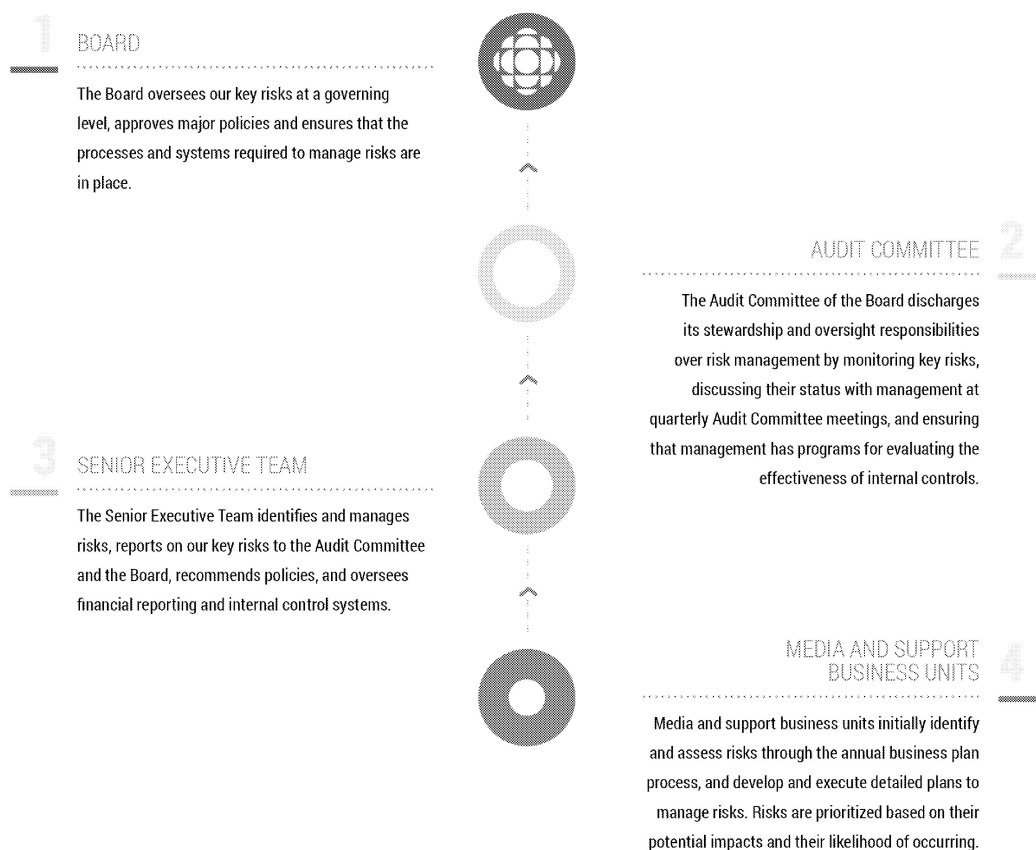 1
BOARD
The Board oversees our key risks at a governing
level, approves major policies and ensures that the
processes and systems required to manage risks are
in place.
2
AUDIT COMMITTEE
The Audit Committee of the Board discharges
its stewardship and oversight responsibilities
over risk management by monitoring key risks,
discussing their status with management at
quarterly Audit Committee meetings, and ensuring
that management has programs for evaluating the
effectiveness of internal controls.
3
SENIOR EXECUTIVE TEAM
The Senior Executive Team identifies and manages
risks, reports on our key risks to the Audit Committee
and the Board, recommends policies, and oversees
financial reporting and internal control systems.
4
MEDIA AND SUPPORT
BUSINESS UNITS
Media and support business units initially identify
and assess risks through the annual business plan
process, and develop and execute detailed plans to
manage risks. Risks are prioritized based on their
potential impacts and their likelihood of occurring.